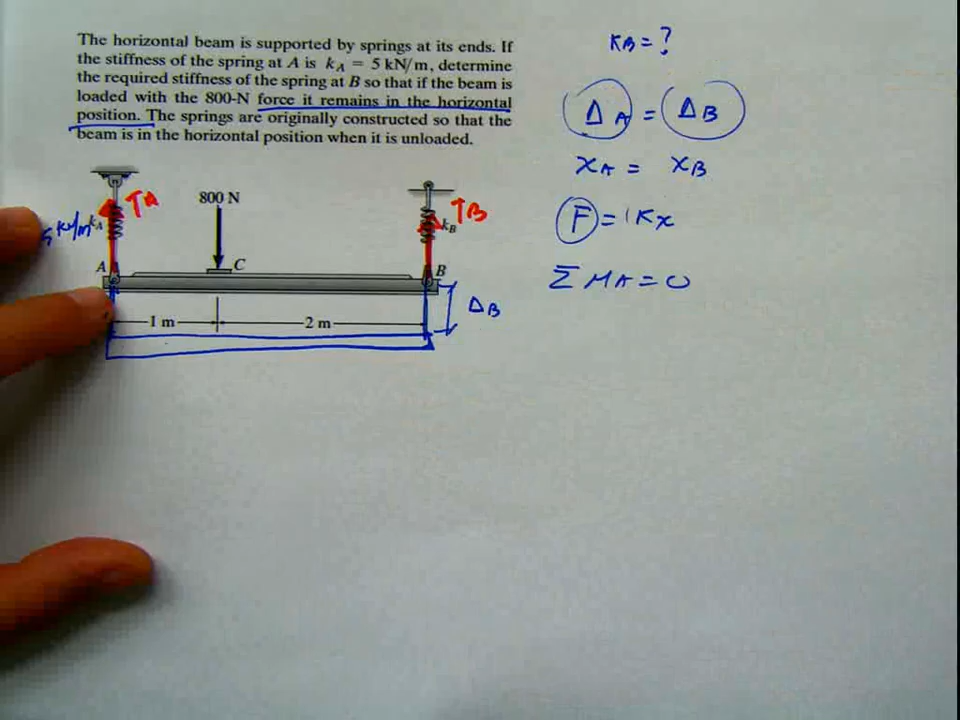 The horizontal beam is supported by springs at its ends. If
the stiffness of the spring at A is kA = 5 kN/m, determine
the required stiffness of the spring at B so that if the beam is
loaded with the 800-N force it remains in the horizontal
position. The springs are originally constructed so that the
beam is in the horizontal position when it is unloaded.
KB = ?
ΔA = ΔB
xA = xB
F = Kx
ΣMA = 0
800 N
TA
TB
5 kN/m
kA
kB
A
C
B
1 m
2 m
ΔB